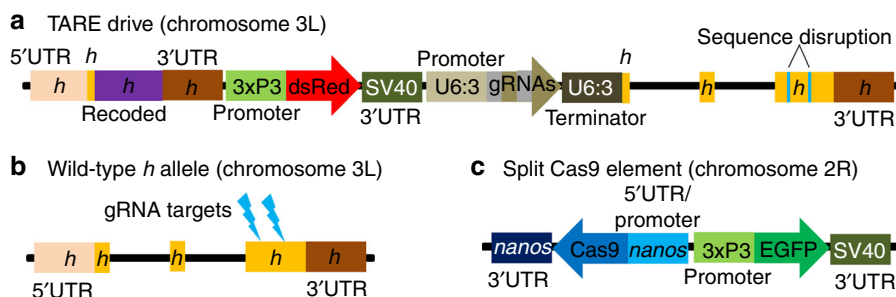 a TARE drive (chromosome 3L)
5′UTR h 3′UTR Promoter h Sequence disruption
h h h 3xP3 dsRed SV40 U6:3 gRNAs U6:3 h h h
Recoded Promoter 3′UTR Terminator 3′UTR
b Wild-type h allele (chromosome 3L)
gRNA targets
h h h h h
5′UTR 3′UTR
c Split Cas9 element (chromosome 2R)
5′UTR/
promoter
nanos Cas9 nanos 3xP3 EGFP SV40
3′UTR Promoter 3′UTR